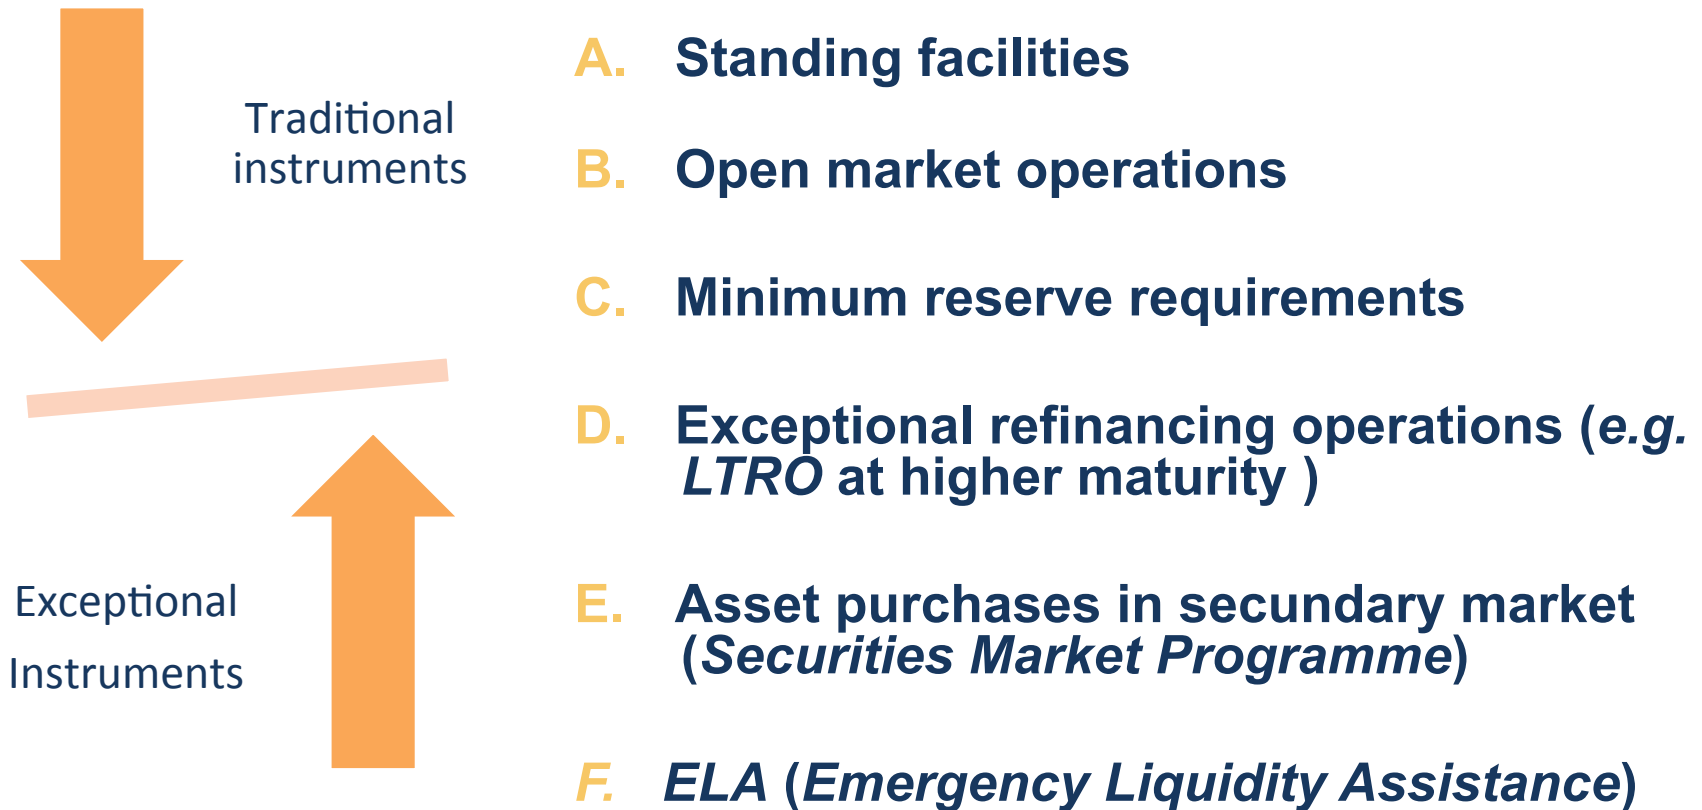 Traditional
instruments
A. Standing facilities
B. Open market operations
C. Minimum reserve requirements
D. Exceptional refinancing operations (e.g.
LTRO at higher maturity )
Exceptional
Instruments
E. Asset purchases in secundary market
(Securities Market Programme)
F. ELA (Emergency Liquidity Assistance)